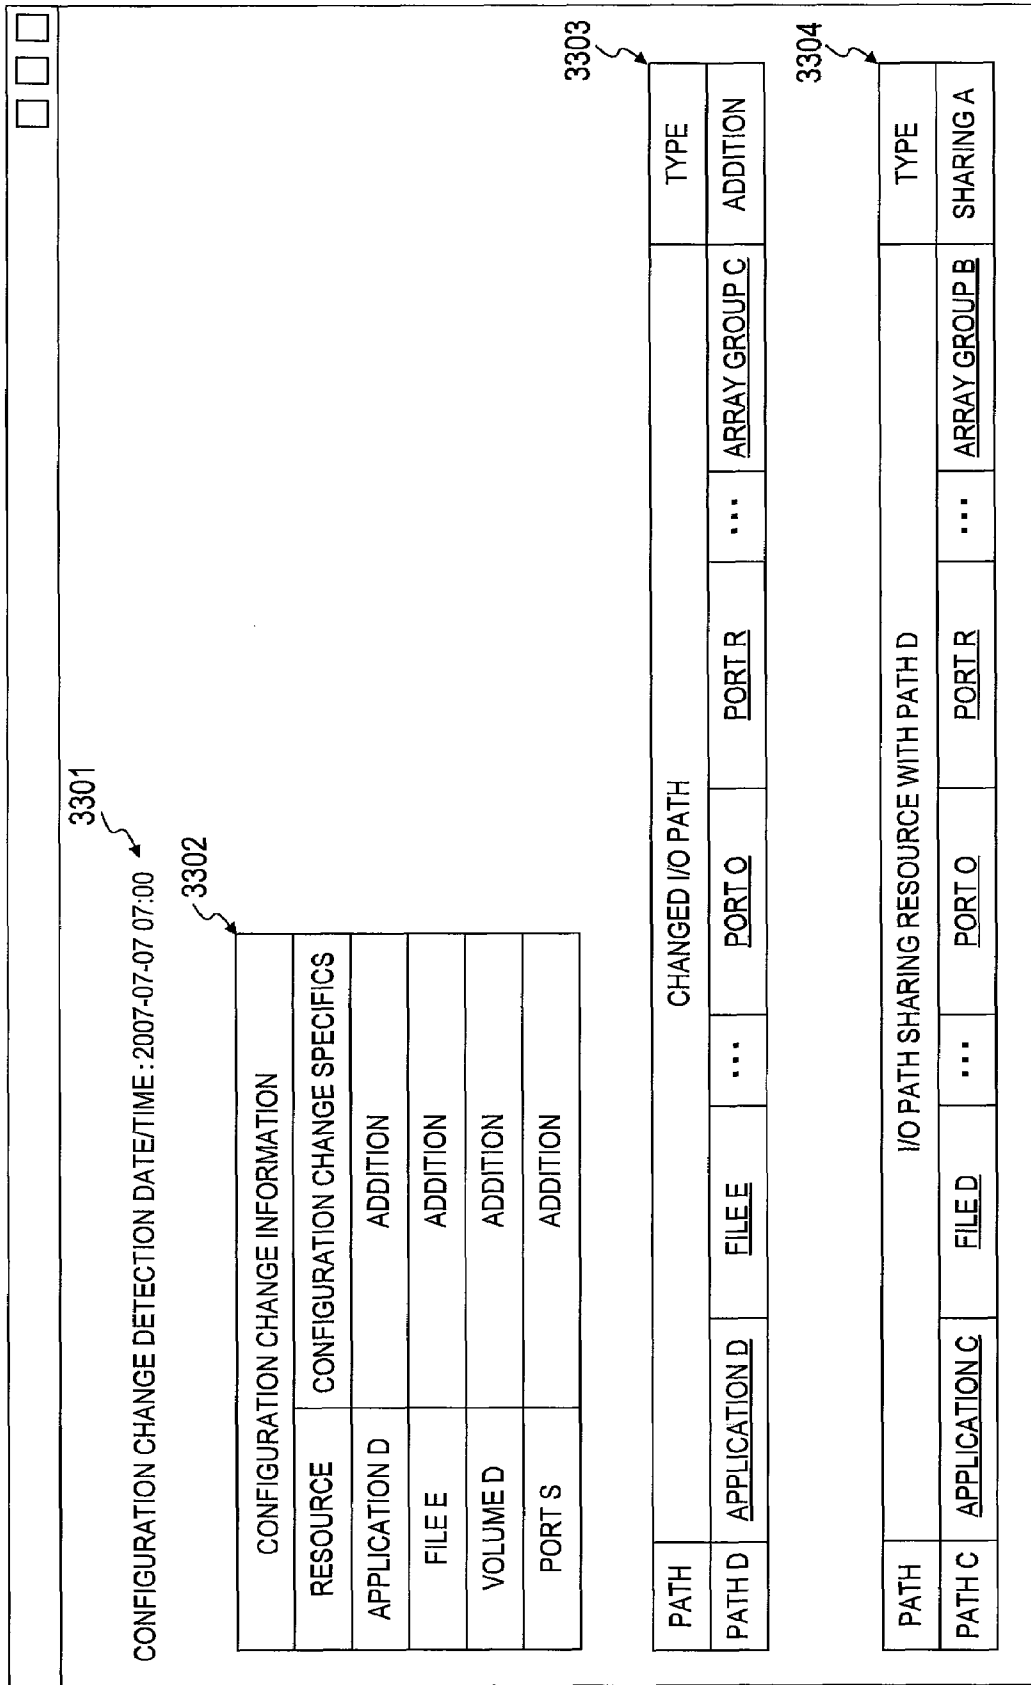 3301
CONFIGURATION CHANGE DETECTION DATE/TIME : 2007-07-07 07:00
3302
CONFIGURATION CHANGE INFORMATION
RESOURCE CONFIGURATION CHANGE SPECIFICS
APPLICATION D ADDITION
FILE E ADDITION
VOLUME D ADDITION
PORT S ADDITION
3303
PATH CHANGED I/O PATH TYPE
PATH D APPLICATION D FILE E ... PORT O PORT R ... ARRAY GROUP C ADDITION
3304
PATH I/O PATH SHARING RESOURCE WITH PATH D TYPE
PATH C APPLICATION C FILE D ... PORT O PORT R ... ARRAY GROUP B SHARING A